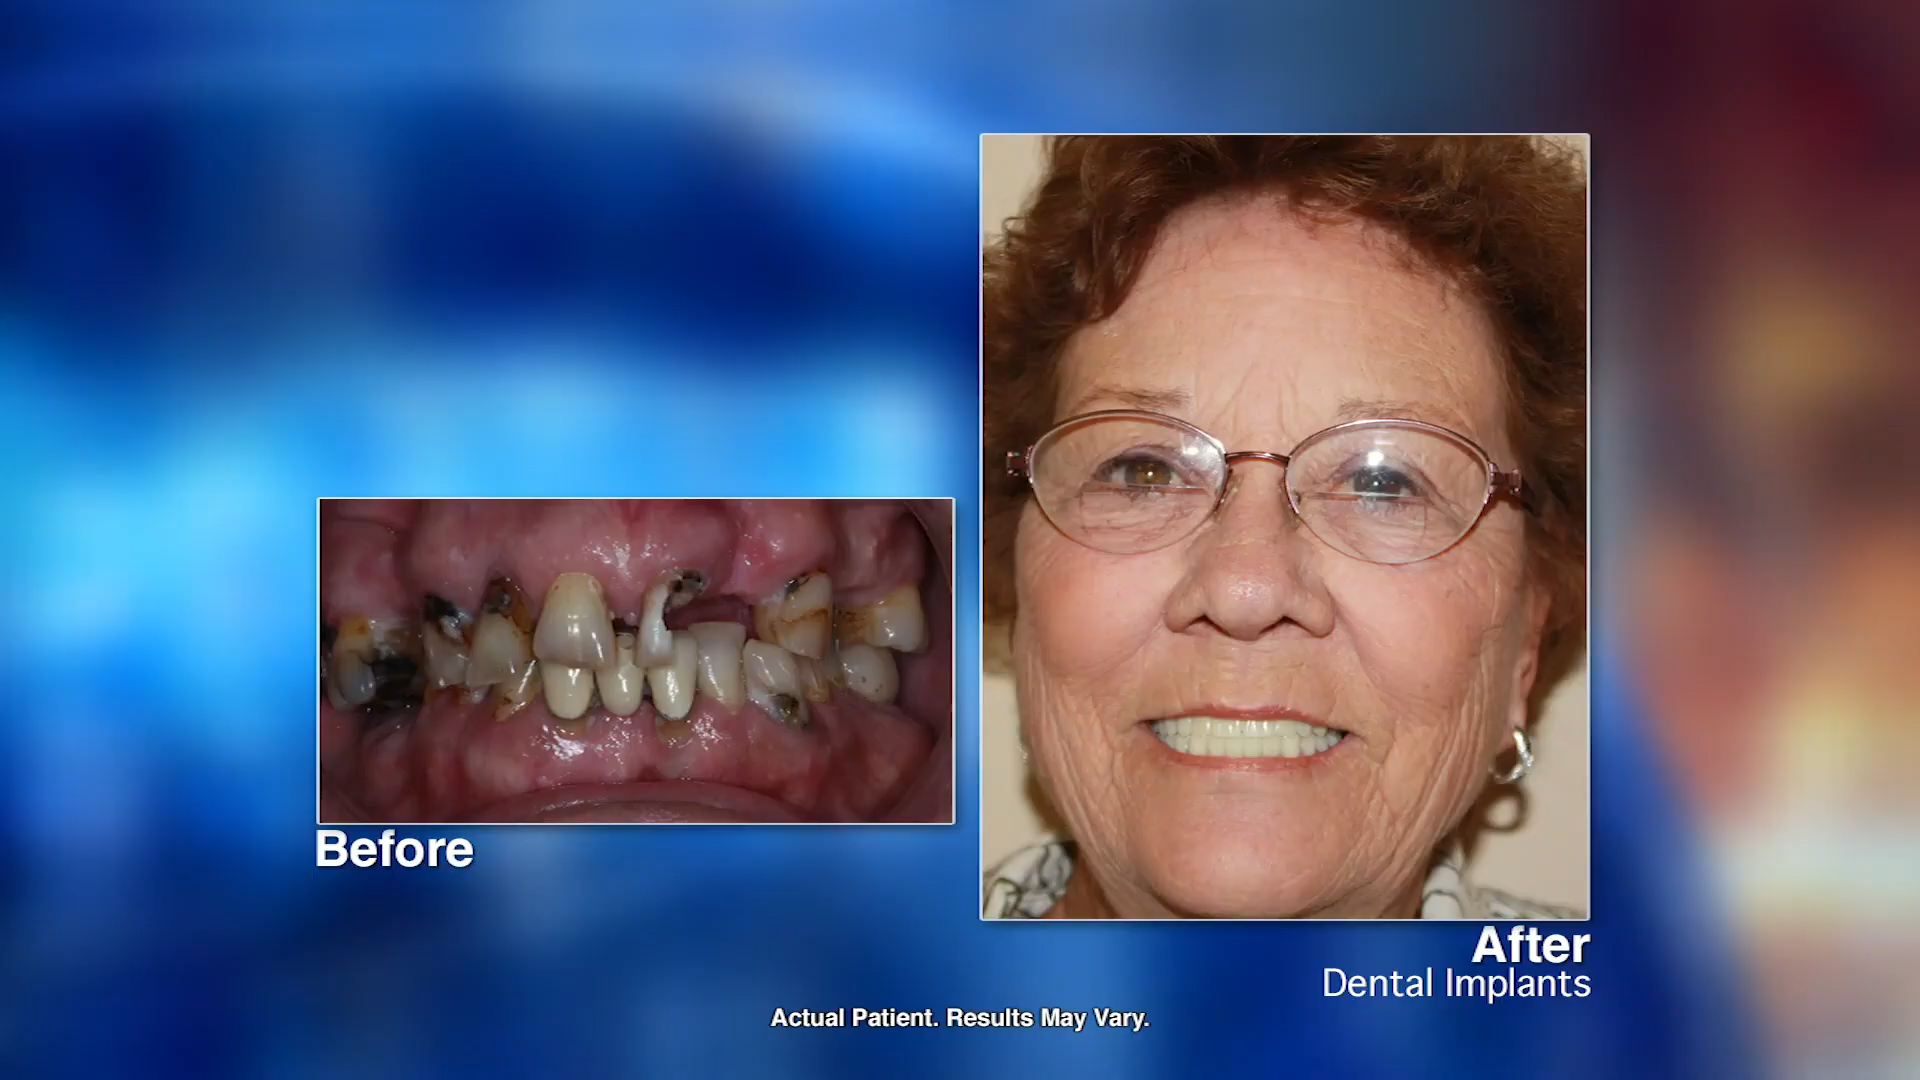 Before
After
Dental Implants
Actual Patient. Results May Vary.